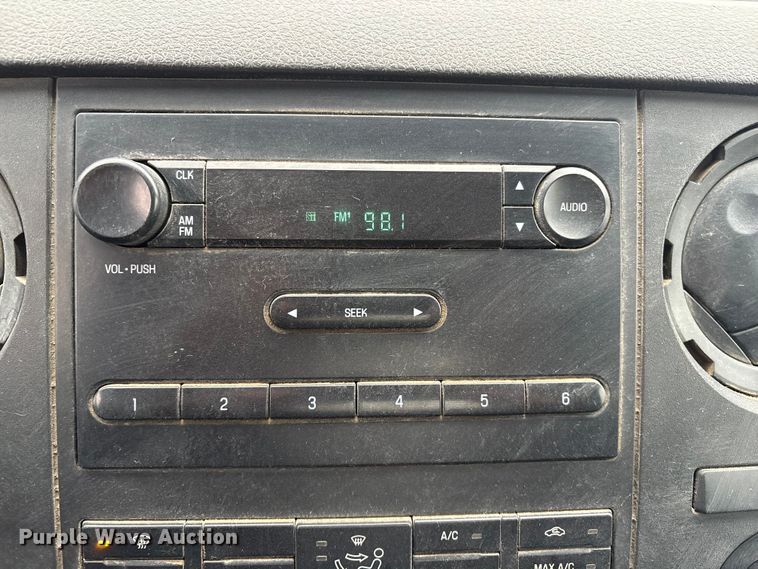 CLK
AM
FM
FM1 98.1
AUDIO
VOL • PUSH
SEEK
1 2 3 4 5 6
A/C
MAX A/C
Purple Wave Auction